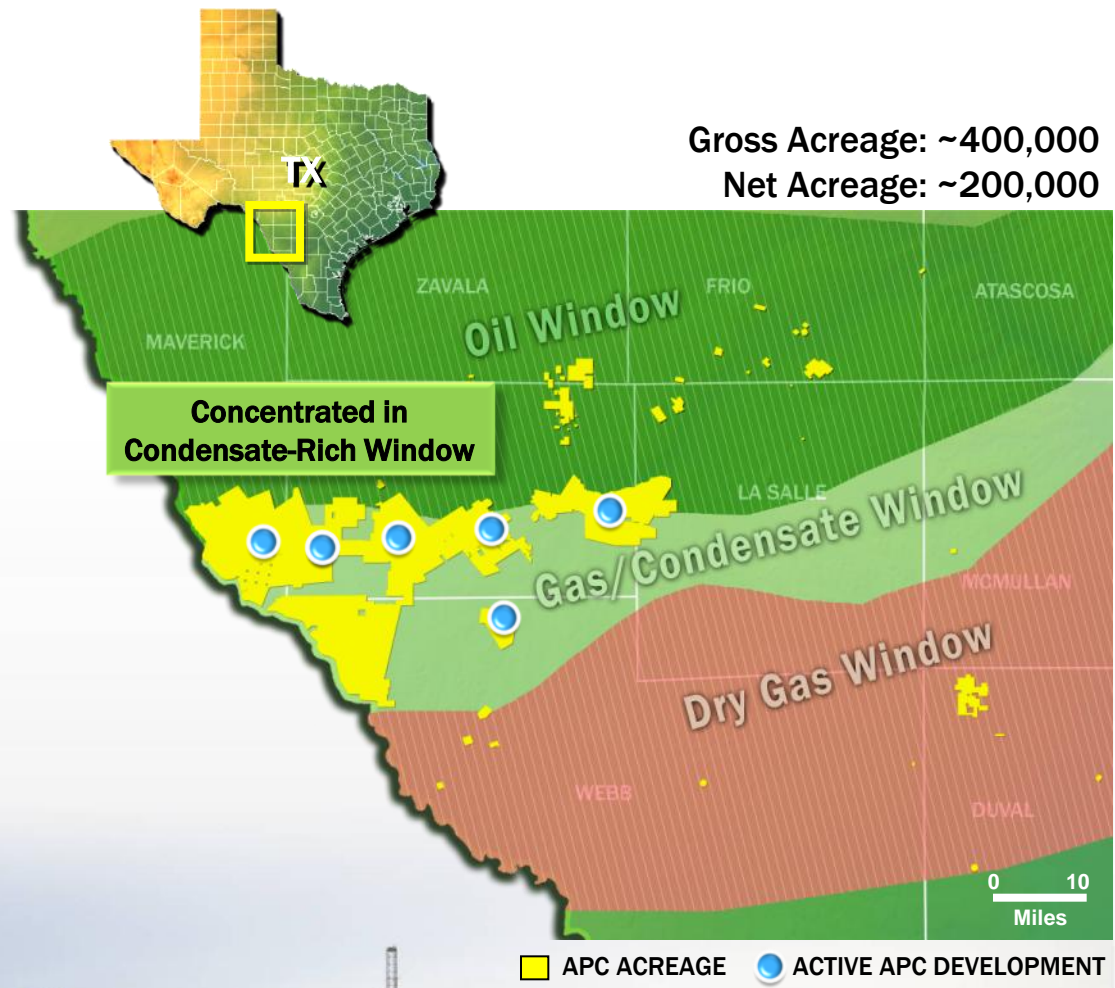 TX
Gross Acreage: ~400,000
Net Acreage: ~200,000
ZAVALA
FRIO
ATASCOSA
MAVERICK
Oil Window
Concentrated in
Condensate-Rich Window
LA SALLE
Gas/Condensate Window
MCMULLAN
Dry Gas Window
WEBB
DUVAL
0 10
Miles
APC ACREAGE
ACTIVE APC DEVELOPMENT